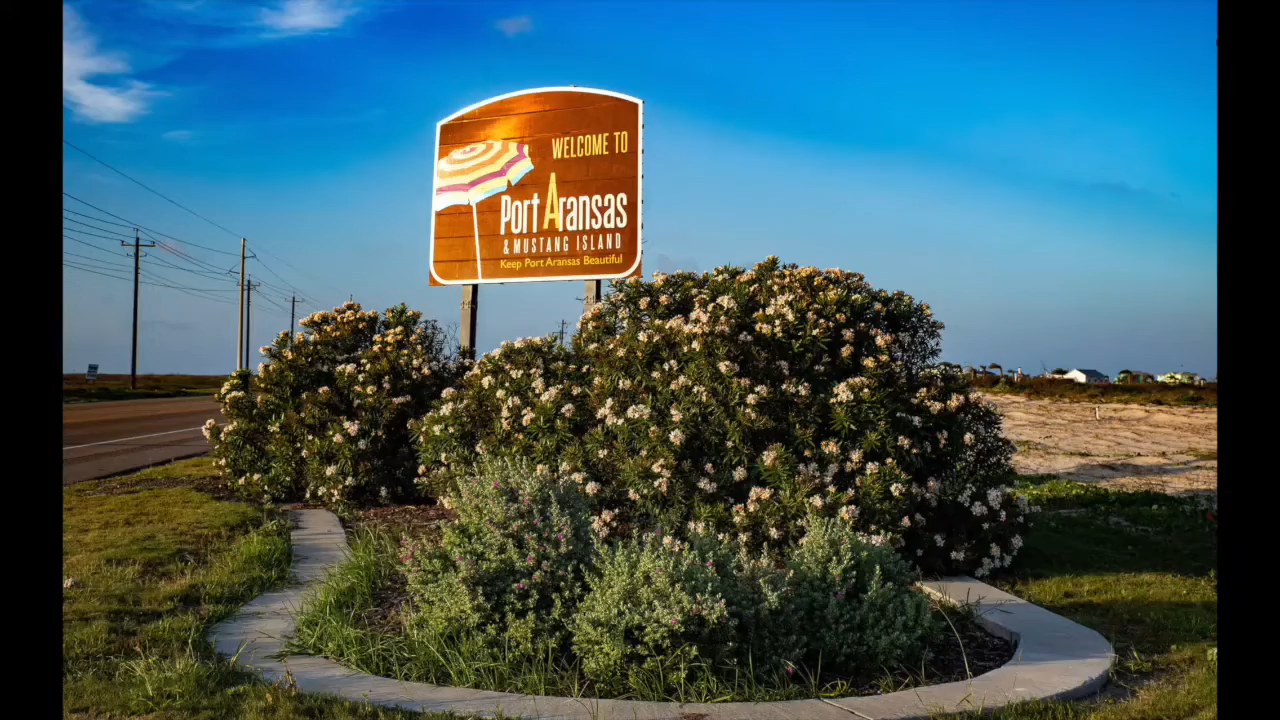 WELCOME TO
Port Aransas
& MUSTANG ISLAND
Keep Port Aransas Beautiful